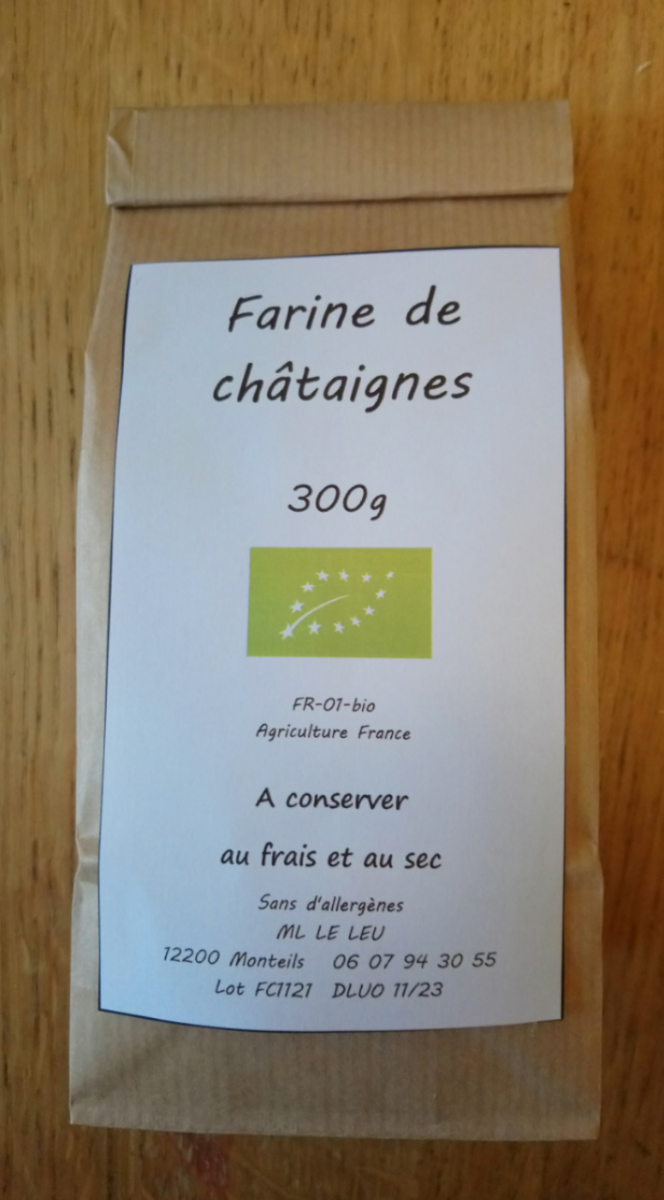 Farine de
châtaignes
300g
FR-01-bio
Agriculture France
A conserver
au frais et au sec
Sans d'allergènes
ML LE LEU
12200 Monteils 06 07 94 30 55
Lot FC1121 DLUO 11/23